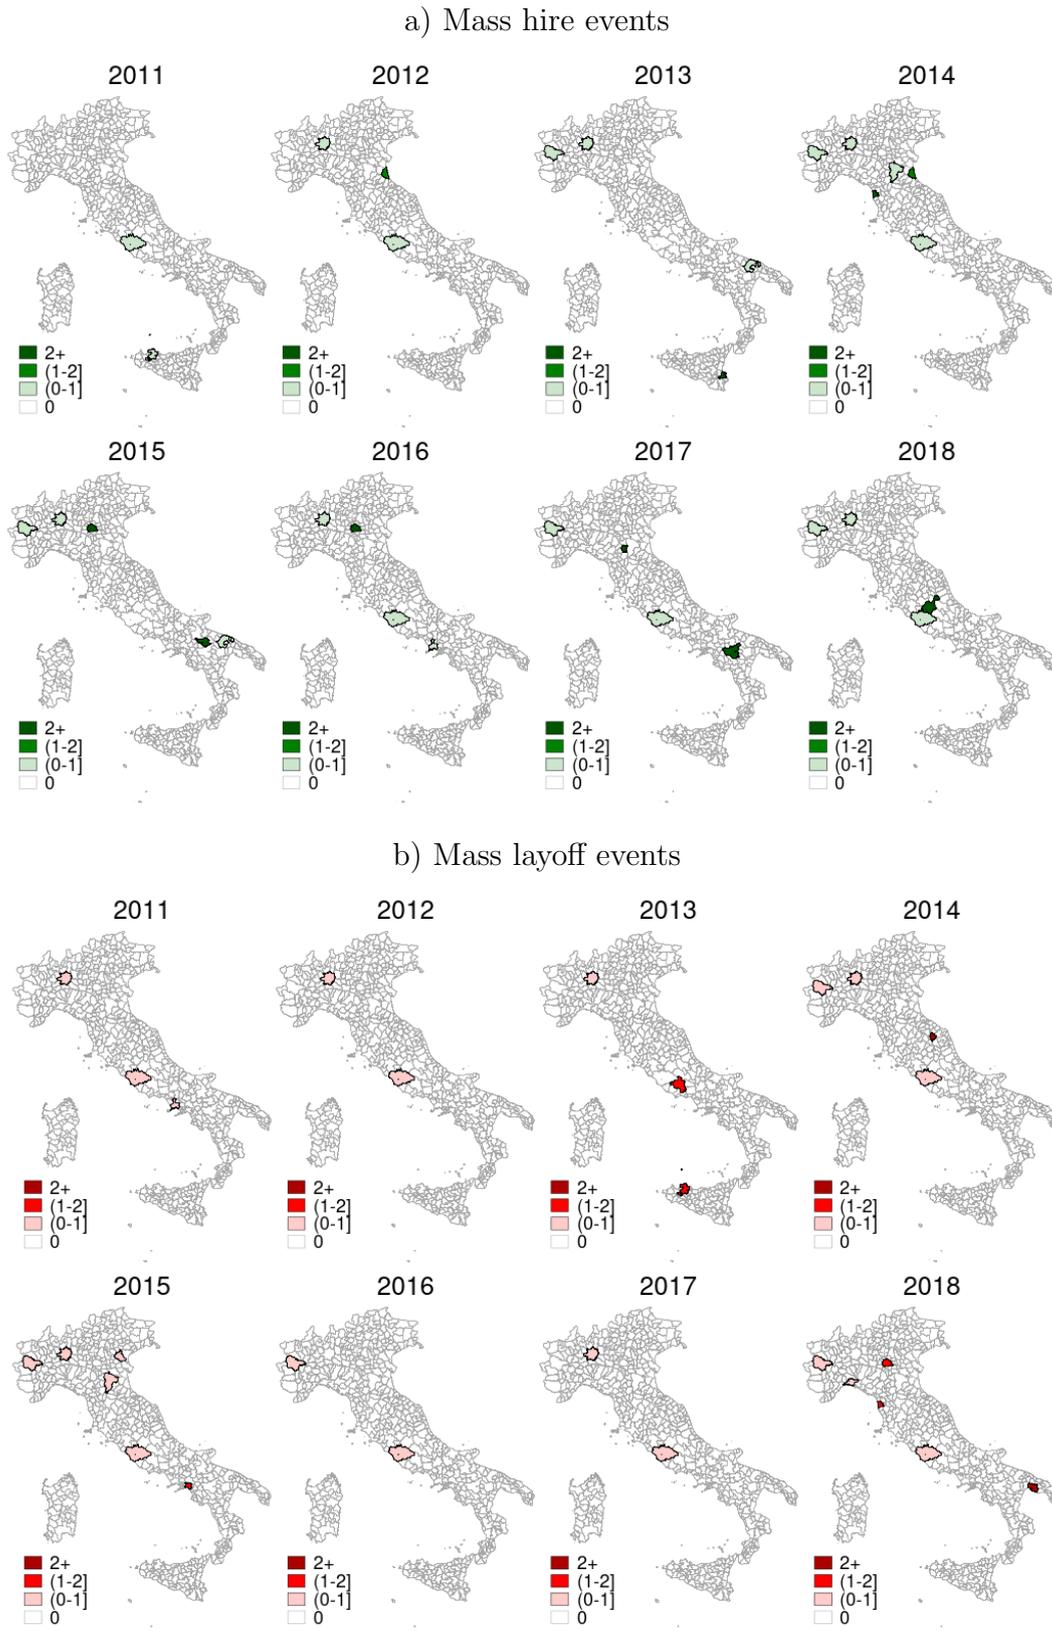 a) Mass hire events
2011 2012 2013 2014
2+ 2+ 2+ 2+
(1-2] (1-2] (1-2] (1-2]
(0-1] (0-1] (0-1] (0-1]
0 0 0 0
2015 2016 2017 2018
2+ 2+ 2+ 2+
(1-2] (1-2] (1-2] (1-2]
(0-1] (0-1] (0-1] (0-1]
0 0 0 0
b) Mass layoff events
2011 2012 2013 2014
2+ 2+ 2+ 2+
(1-2] (1-2] (1-2] (1-2]
(0-1] (0-1] (0-1] (0-1]
0 0 0 0
2015 2016 2017 2018
2+ 2+ 2+ 2+
(1-2] (1-2] (1-2] (1-2]
(0-1] (0-1] (0-1] (0-1]
0 0 0 0